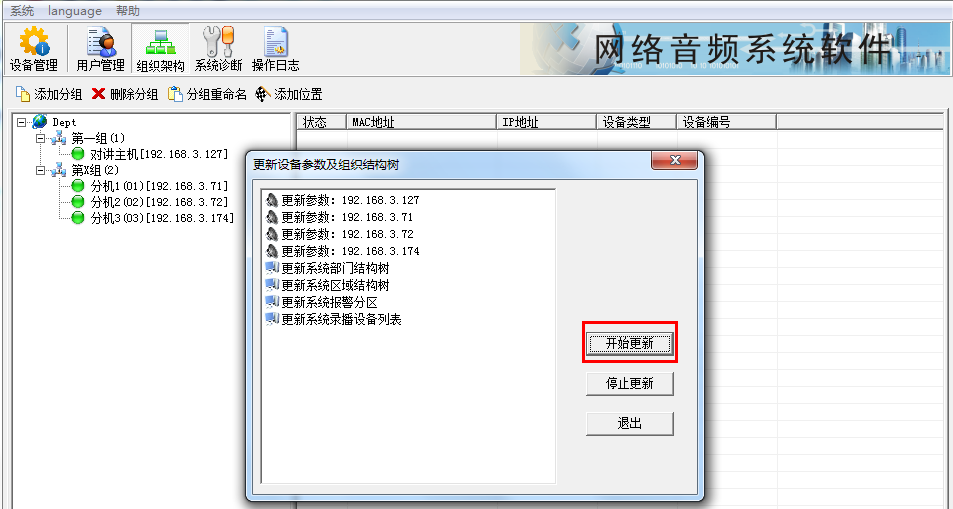 系统 language 帮助
设备管理 用户管理 组织架构 系统诊断 操作日志
网络音频系统软件
添加分组 删除分组 分组重命名 添加位置
Dept
第一组(1)
对讲主机[192.168.3.127]
第X组(2)
分机1(01)[192.168.3.71]
分机2(02)[192.168.3.72]
分机3(03)[192.168.3.174]
状态 MAC地址 IP地址 设备类型 设备编号
更新设备参数及组织结构树
更新参数: 192.168.3.127
更新参数: 192.168.3.71
更新参数: 192.168.3.72
更新参数: 192.168.3.174
更新系统部门结构树
更新系统区域结构树
更新系统报警分区
更新系统录播设备列表
开始更新
停止更新
退出